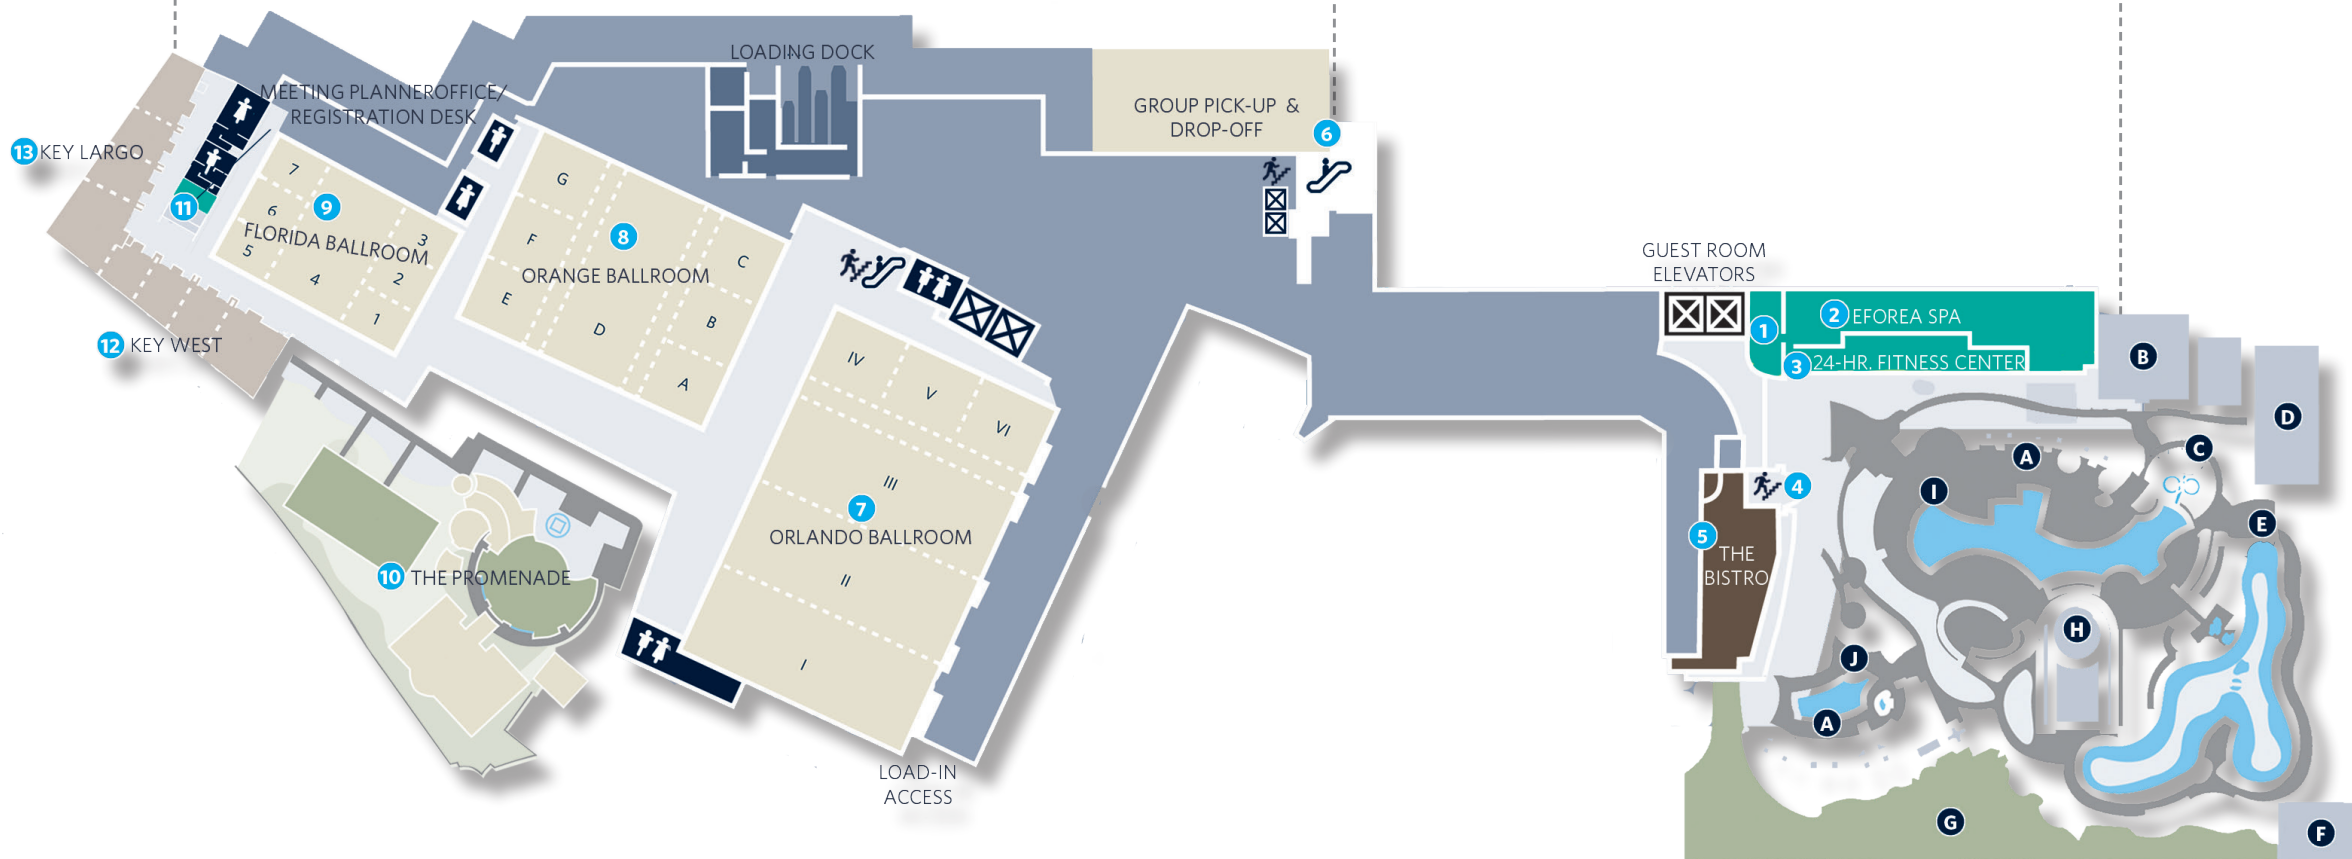 LOADING DOCK
MEETING PLANNEROFFICE/
REGISTRATION DESK
GROUP PICK-UP &
DROP-OFF
6
13 KEY LARGO
11
7
9
6
3
FLORIDA BALLROOM
5
4
2
1
G
8
F
C
ORANGE BALLROOM
E
D
B
A
12 KEY WEST
GUEST ROOM
ELEVATORS
1
2 EFOREA SPA
3 24-HR. FITNESS CENTER
B
D
IV
V
VI
III
7
ORLANDO BALLROOM
II
I
10 THE PROMENADE
LOAD-IN
ACCESS
4
5
THE
BISTRO
A
C
I
E
H
J
A
G
F